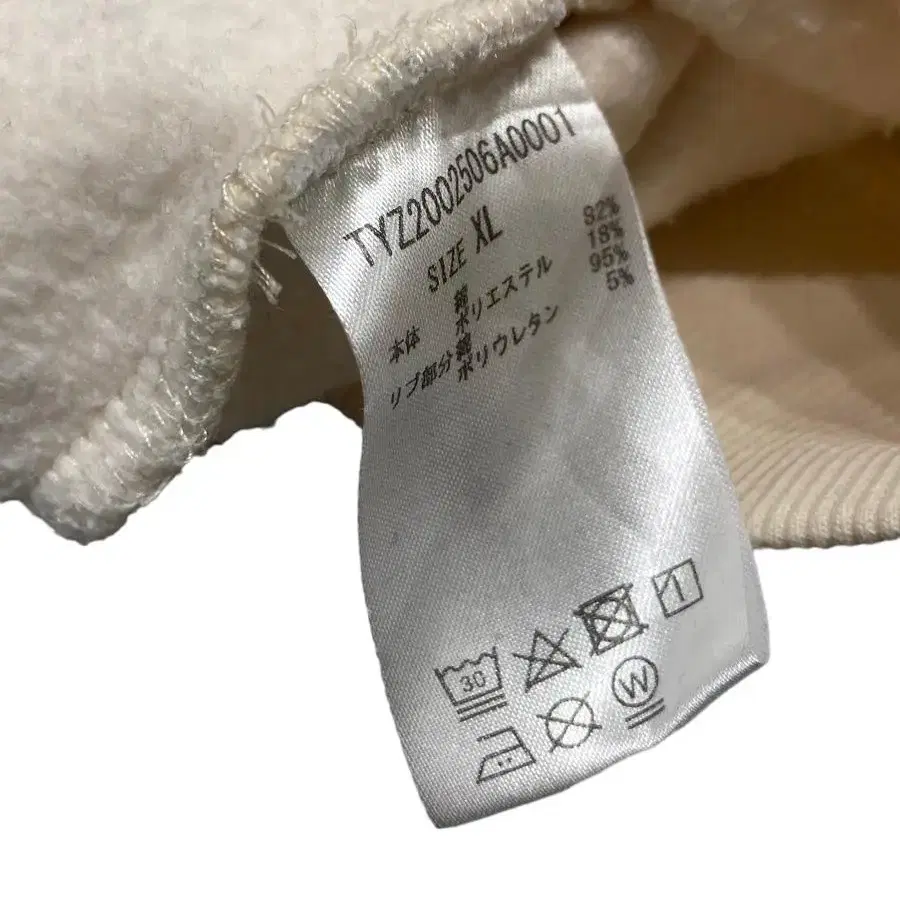 TYZ2002506A0001
SIZE XL
本体 綿 82%
ポリエステル 18%
リブ部分 綿 95%
ポリウレタン 5%
30
W